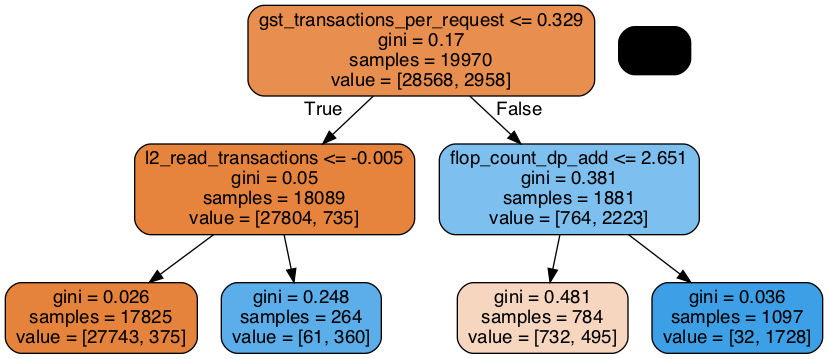 gst_transactions_per_request <= 0.329
gini = 0.17
samples = 19970
value = [28568, 2958]
True
False
l2_read_transactions <= -0.005
gini = 0.05
samples = 18089
value = [27804, 735]
flop_count_dp_add <= 2.651
gini = 0.381
samples = 1881
value = [764, 2223]
gini = 0.026
samples = 17825
value = [27743, 375]
gini = 0.248
samples = 264
value = [61, 360]
gini = 0.481
samples = 784
value = [732, 495]
gini = 0.036
samples = 1097
value = [32, 1728]